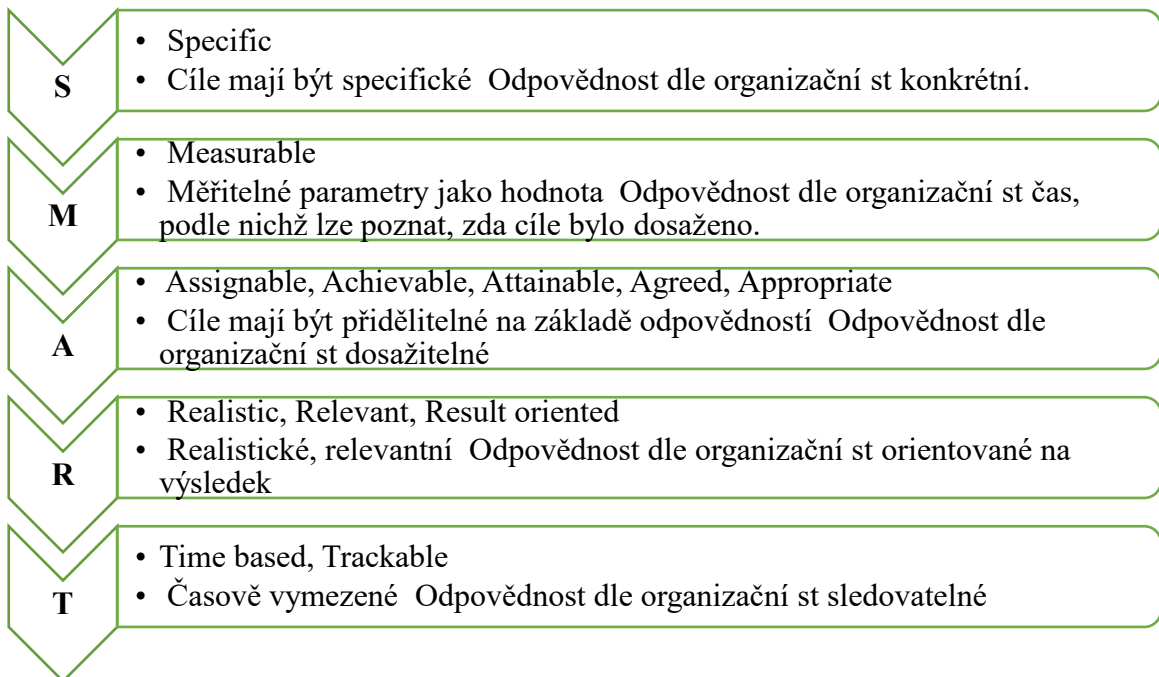 S
• Specific
• Cíle mají být specifické Odpovědnost dle organizační st konkrétní.
M
• Measurable
• Měřitelné parametry jako hodnota Odpovědnost dle organizační st čas,
podle nichž lze poznat, zda cíle bylo dosaženo.
A
• Assignable, Achievable, Attainable, Agreed, Appropriate
• Cíle mají být přidělitelné na základě odpovědností Odpovědnost dle
organizační st dosažitelné
R
• Realistic, Relevant, Result oriented
• Realistické, relevantní Odpovědnost dle organizační st orientované na
výsledek
T
• Time based, Trackable
• Časově vymezené Odpovědnost dle organizační st sledovatelné